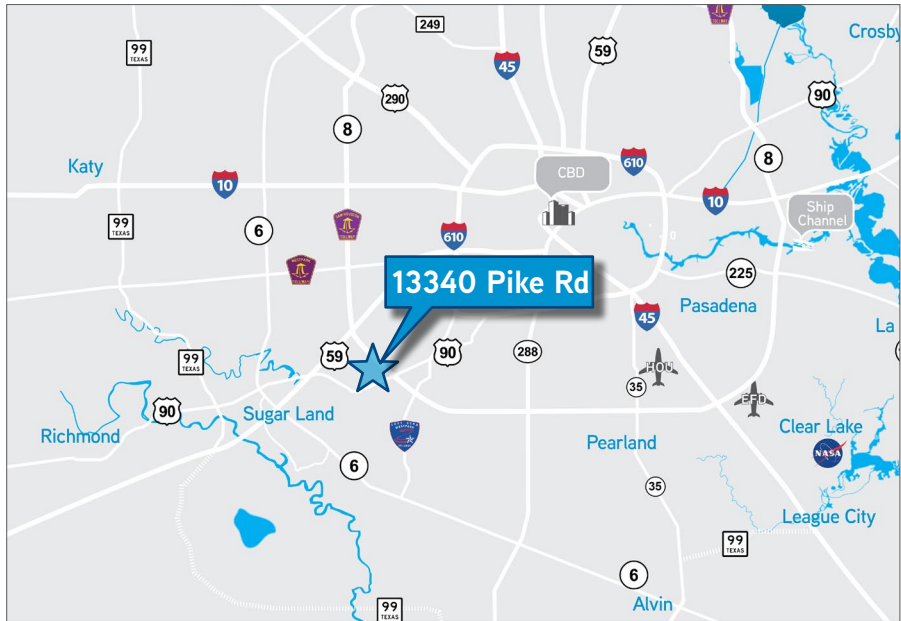 249
59
45
Crosby
99
TEXAS
290
90
8
610
8
CBD
Katy
10
10
Ship
Channel
99
TEXAS
6
610
225
13340 Pike Rd
Pasadena
45
La
59
90
288
99
TEXAS
HOU
35
EFD
90
Sugar Land
Clear Lake
Richmond
Pearland
NASA
6
35
League City
99
TEXAS
6
99
TEXAS
Alvin